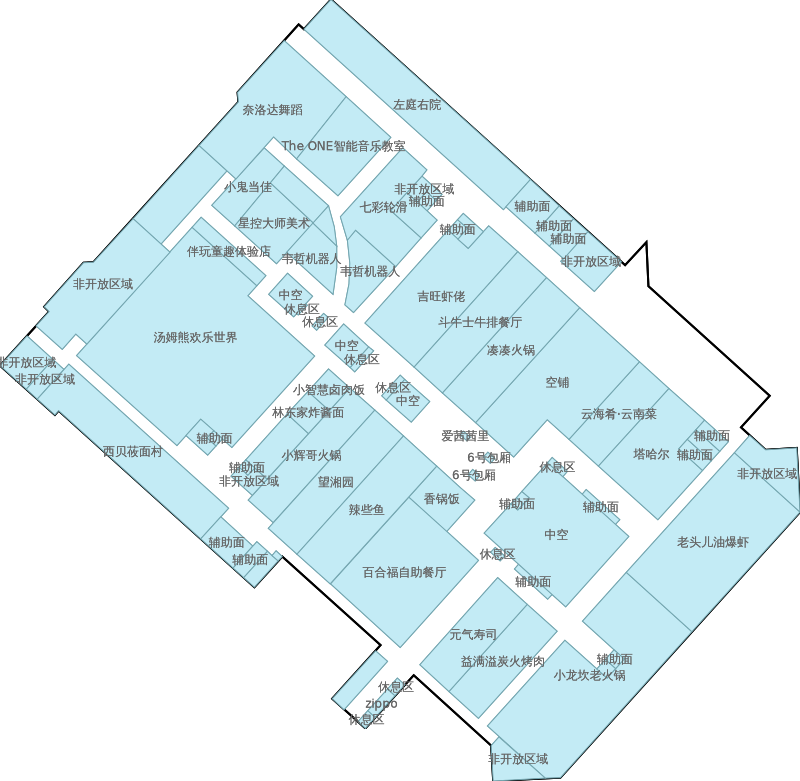 左庭右院
奈洛达舞蹈
The ONE智能音乐教室
小鬼当佳
非开放区域
辅助面
七彩轮滑
辅助面
星控大师美术
辅助面
辅助面
辅助面
伴玩童趣体验店
韦哲机器人
非开放区域
韦哲机器人
非开放区域
中空
吉旺虾佬
休息区
休息区
斗牛士牛排餐厅
汤姆熊欢乐世界
中空
凑凑火锅
休息区
非开放区域
非开放区域
空铺
小智慧卤肉饭
休息区
中空
林东家炸酱面
云海肴·云南菜
辅助面
爱茜茜里
辅助面
西贝莜面村
小辉哥火锅
6号包厢
塔哈尔
辅助面
辅助面
休息区
6号包厢
非开放区域
非开放区域
望湘园
香锅饭
辅助面
辅助面
辣些鱼
中空
辅助面
老头儿油爆虾
休息区
辅助面
百合福自助餐厅
辅助面
元气寿司
益满溢炭火烤肉
辅助面
小龙坎老火锅
休息区
zippo
休息区
非开放区域